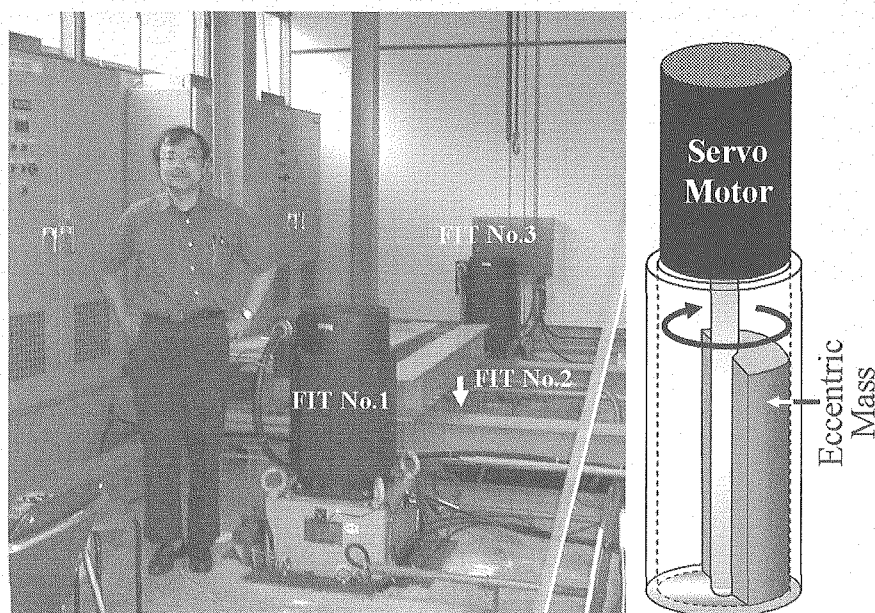 FIT No.3
FIT No.2
FIT No.1
Servo
Motor
Eccentric
Mass